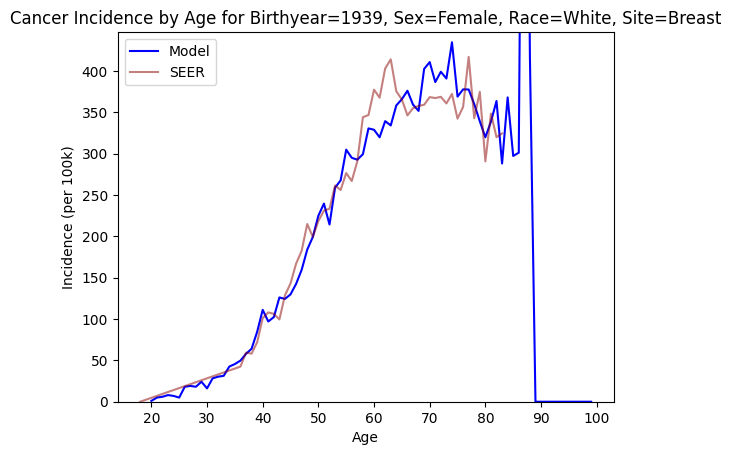 Cancer Incidence by Age for Birthyear=1939, Sex=Female, Race=White, Site=Breast
Model
SEER
Incidence (per 100k)
400
350
300
250
200
150
100
50
0
20 30 40 50 60 70 80 90 100
Age